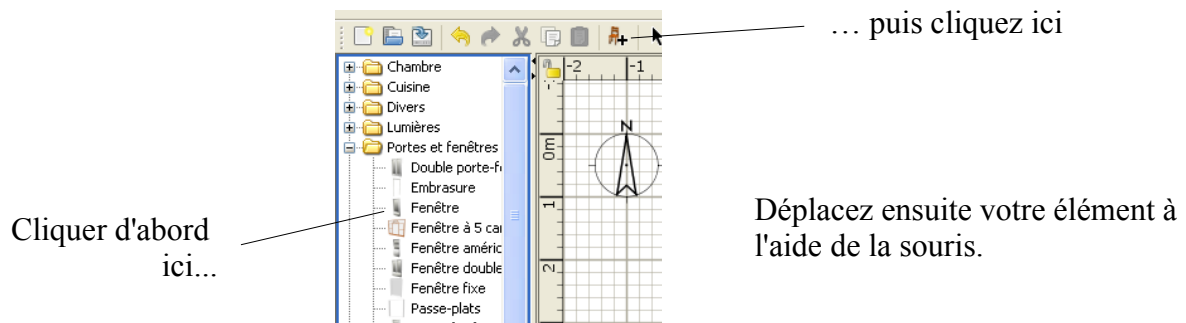 … puis cliquez ici
-2 -1
Chambre
Cuisine
Divers
Lumières
Portes et fenêtres
Double porte-f
Embrasure
Fenêtre
Fenêtre à 5 ca
Fenêtre améric
Fenêtre double
Fenêtre fixe
Passe-plats
N
0m
1
2
Cliquer d'abord
ici...
Déplacez ensuite votre élément à
l'aide de la souris.